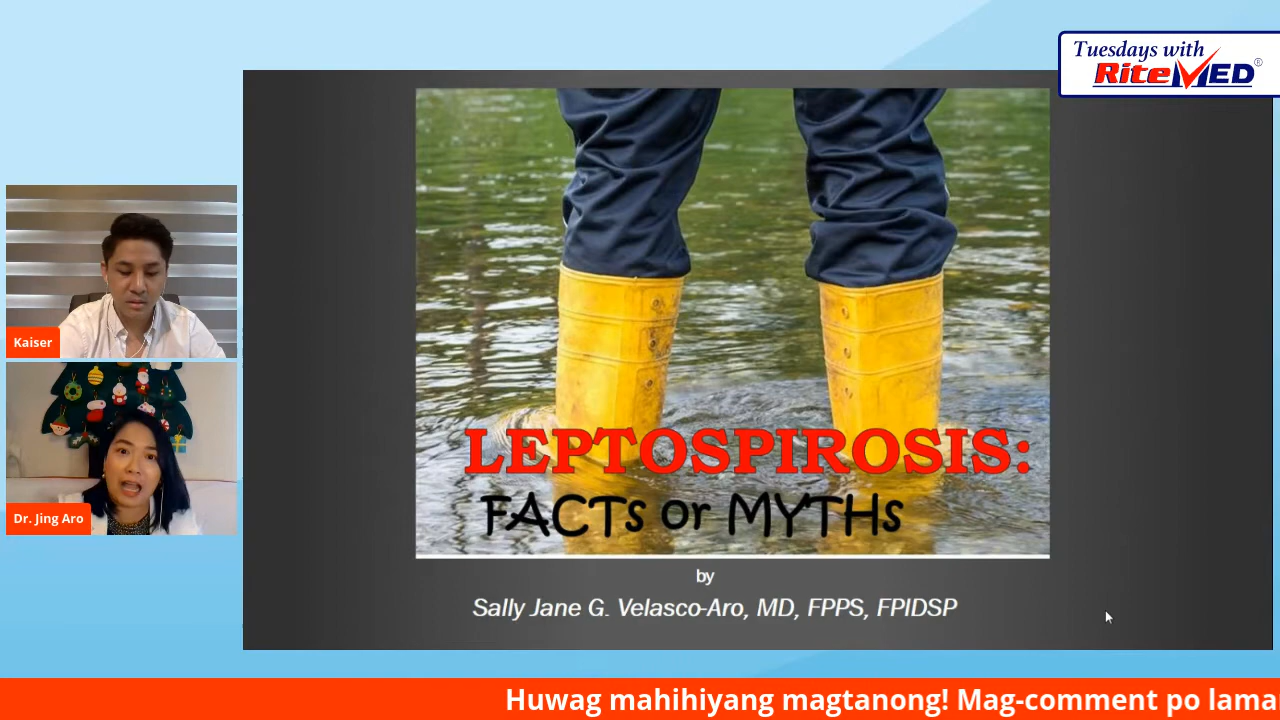 Tuesdays with
RiteMED®
Kaiser
Dr. Jing Aro
LEPTOSPIROSIS:
FACTs or MYTHs
by
Sally Jane G. Velasco-Aro, MD, FPPS, FPIDSP
Huwag mahihiyang magtanong! Mag-comment po lama